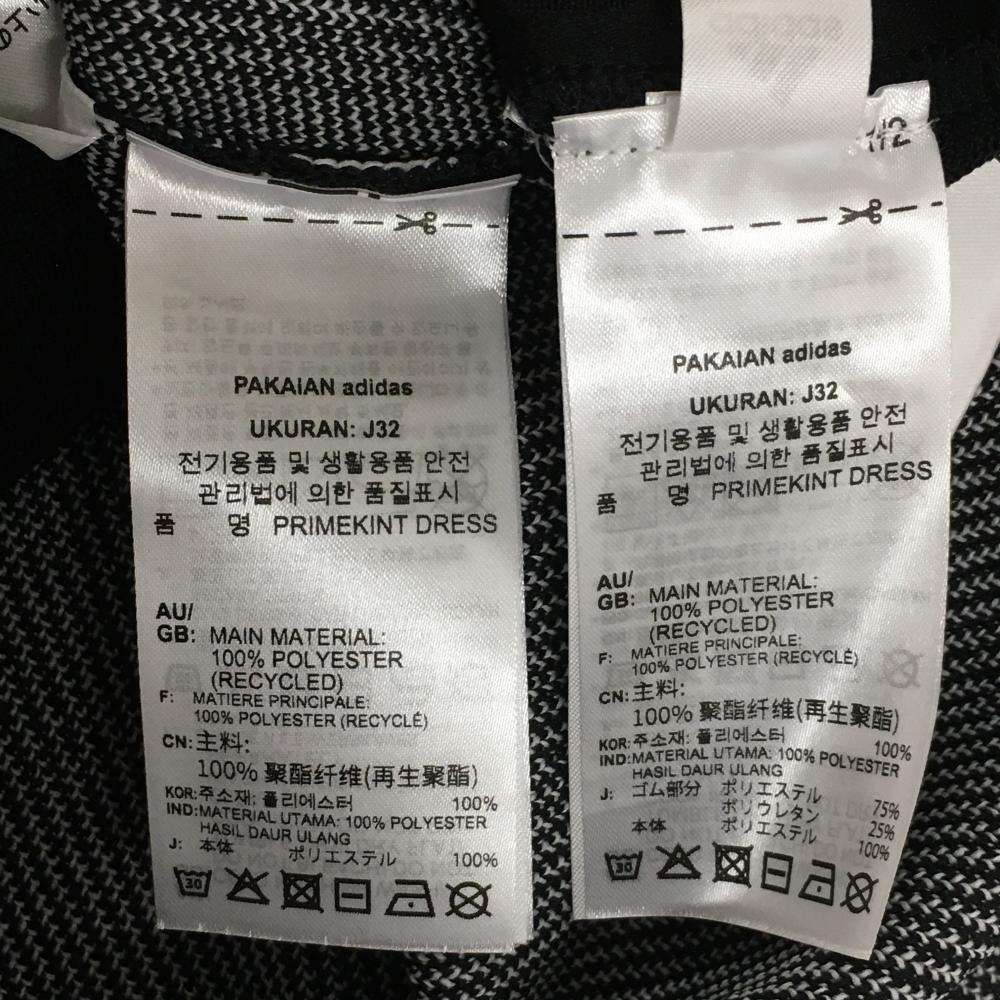 PAKAIAN adidas
UKURAN: J32
전기용품 및 생활용품 안전
관리법에 의한 품질표시
품 명 PRIMEKINT DRESS
AU/
GB: MAIN MATERIAL:
100% POLYESTER
(RECYCLED)
F: MATIERE PRINCIPALE:
100% POLYESTER (RECYCLÉ)
CN: 主料:
100% 聚酯纤维(再生聚酯)
KOR: 주소재: 폴리에스터 100%
IND: MATERIAL UTAMA: 100% POLYESTER
HASIL DAUR ULANG
J: 本体 ポリエステル 100%
30
1/2
PAKAIAN adidas
UKURAN: J32
전기용품 및 생활용품 안전
관리법에 의한 품질표시
품 명 PRIMEKINT DRESS
AU/
GB: MAIN MATERIAL:
100% POLYESTER
(RECYCLED)
F: MATIERE PRINCIPALE:
100% POLYESTER (RECYCLÉ)
CN: 主料:
100% 聚酯纤维(再生聚酯)
KOR: 주소재: 폴리에스터 100%
IND: MATERIAL UTAMA: 100% POLYESTER
HASIL DAUR ULANG
J: ゴム部分 ポリエステル 75%
ポリウレタン 25%
本体 ポリエステル 100%
30